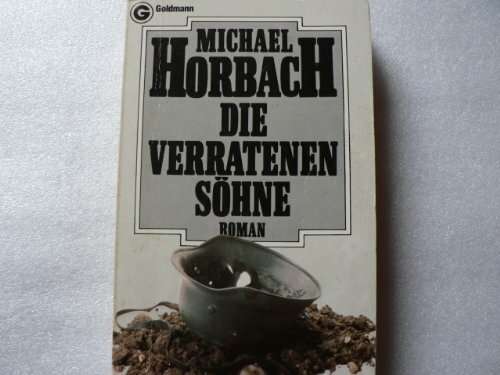 G Goldmann
MICHAEL
HORBACH
DIE
VERRATENEN
SÖHNE
ROMAN